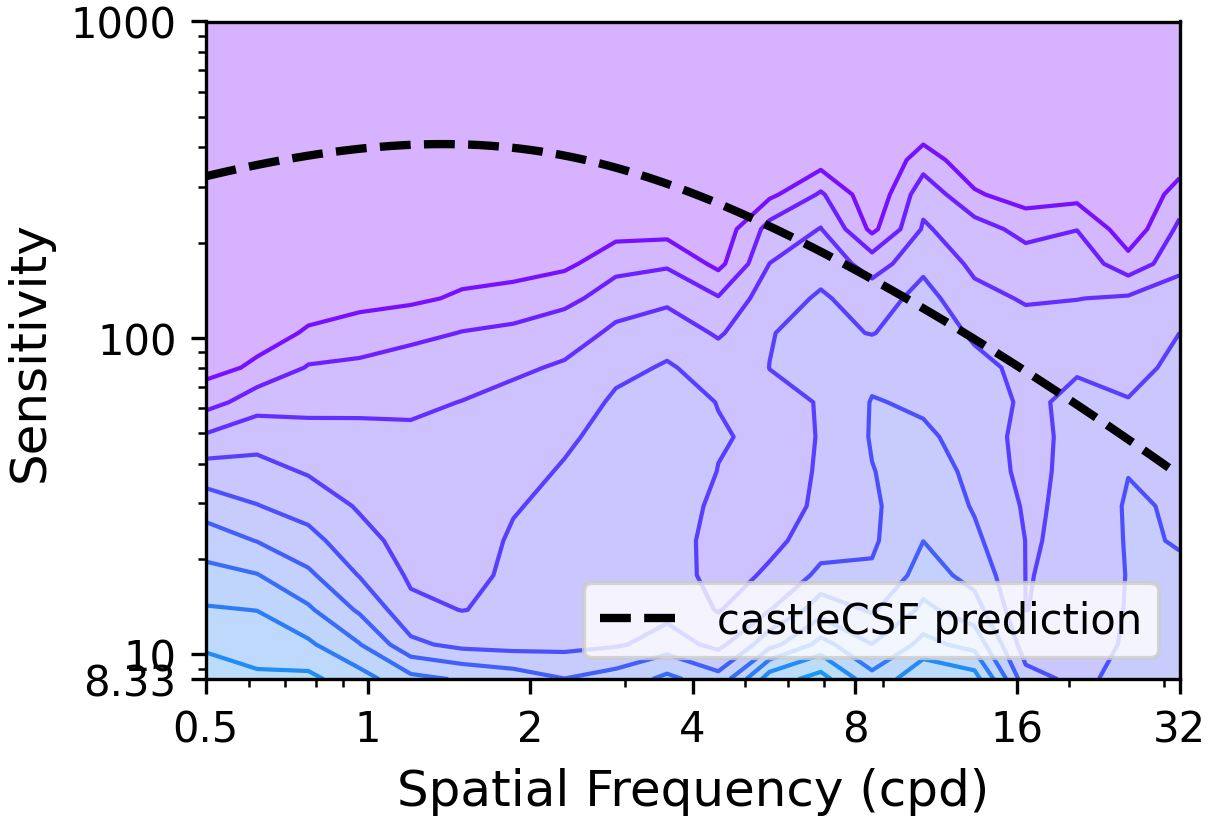 1000
100
10
8.33
Sensitivity
castleCSF prediction
0.5 1 2 4 8 16 32
Spatial Frequency (cpd)